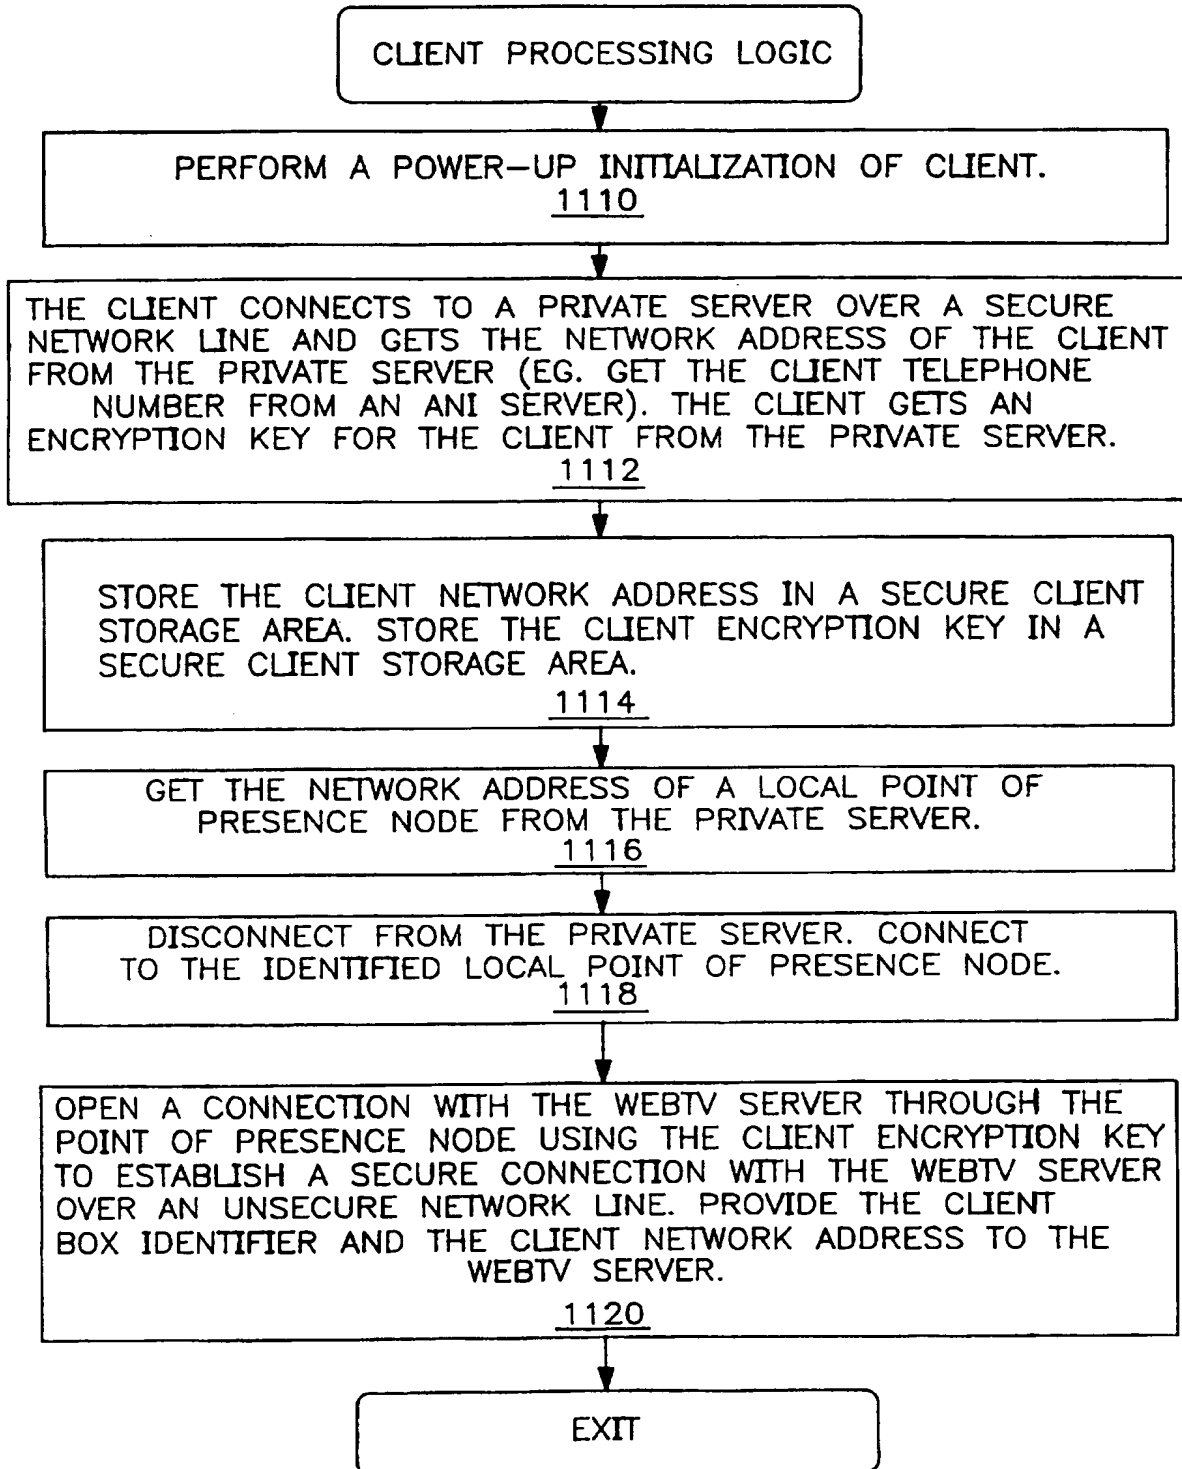 CLIENT PROCESSING LOGIC
PERFORM A POWER-UP INITIALIZATION OF CLIENT.
1110
THE CLIENT CONNECTS TO A PRIVATE SERVER OVER A SECURE
NETWORK LINE AND GETS THE NETWORK ADDRESS OF THE CLIENT
FROM THE PRIVATE SERVER (EG. GET THE CLIENT TELEPHONE
NUMBER FROM AN ANI SERVER). THE CLIENT GETS AN
ENCRYPTION KEY FOR THE CLIENT FROM THE PRIVATE SERVER.
1112
STORE THE CLIENT NETWORK ADDRESS IN A SECURE CLIENT
STORAGE AREA. STORE THE CLIENT ENCRYPTION KEY IN A
SECURE CLIENT STORAGE AREA.
1114
GET THE NETWORK ADDRESS OF A LOCAL POINT OF
PRESENCE NODE FROM THE PRIVATE SERVER.
1116
DISCONNECT FROM THE PRIVATE SERVER. CONNECT
TO THE IDENTIFIED LOCAL POINT OF PRESENCE NODE.
1118
OPEN A CONNECTION WITH THE WEBTV SERVER THROUGH THE
POINT OF PRESENCE NODE USING THE CLIENT ENCRYPTION KEY
TO ESTABLISH A SECURE CONNECTION WITH THE WEBTV SERVER
OVER AN UNSECURE NETWORK LINE. PROVIDE THE CLIENT
BOX IDENTIFIER AND THE CLIENT NETWORK ADDRESS TO THE
WEBTV SERVER.
1120
EXIT